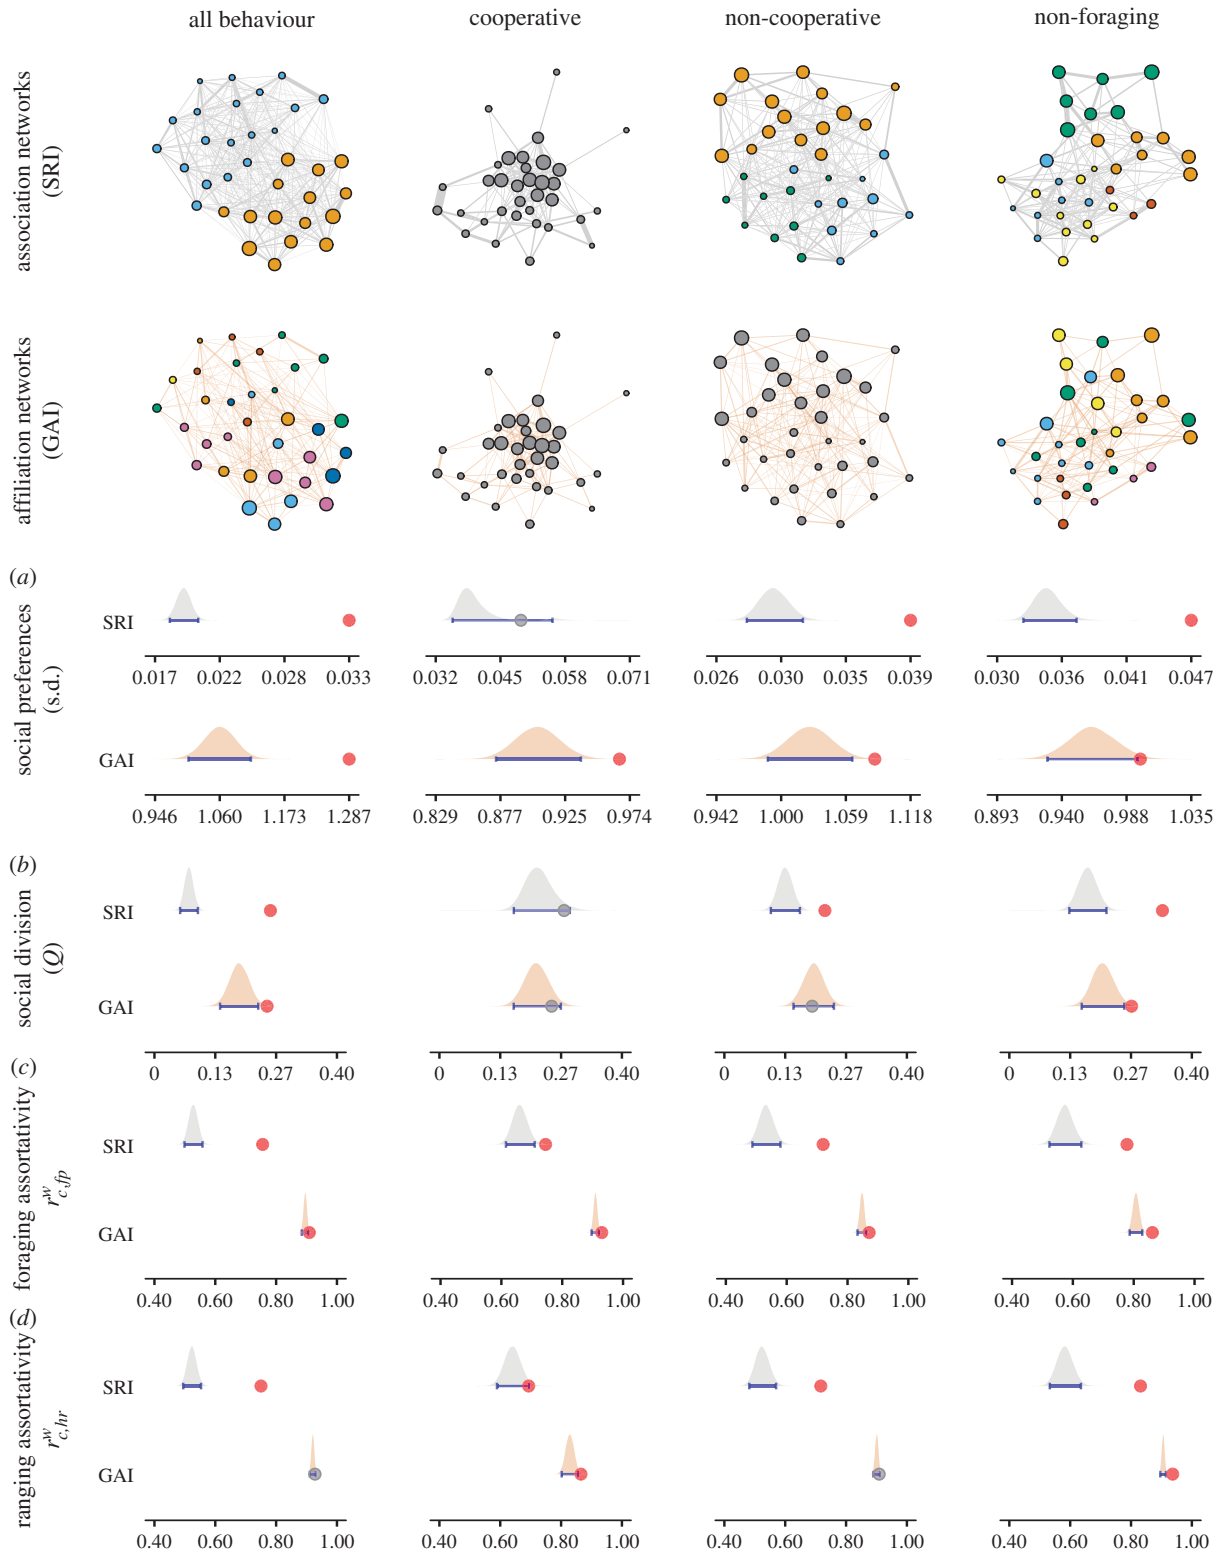 all behaviour cooperative non-cooperative non-foraging
association networks
(SRI)
affiliation networks
(GAI)
(a)
social preferences
(s.d.)
SRI
0.017 0.022 0.028 0.033 0.032 0.045 0.058 0.071 0.026 0.030 0.035 0.039 0.030 0.036 0.041 0.047
GAI
0.946 1.060 1.173 1.287 0.829 0.877 0.925 0.974 0.942 1.000 1.059 1.118 0.893 0.940 0.988 1.035
(b)
social division
(Q)
SRI
GAI
0 0.13 0.27 0.40 0 0.13 0.27 0.40 0 0.13 0.27 0.40 0 0.13 0.27 0.40
(c)
foraging assortativity
r^w_{c,fp}
SRI
GAI
0.40 0.60 0.80 1.00 0.40 0.60 0.80 1.00 0.40 0.60 0.80 1.00 0.40 0.60 0.80 1.00
(d)
ranging assortativity
r^w_{c,hr}
SRI
GAI
0.40 0.60 0.80 1.00 0.40 0.60 0.80 1.00 0.40 0.60 0.80 1.00 0.40 0.60 0.80 1.00